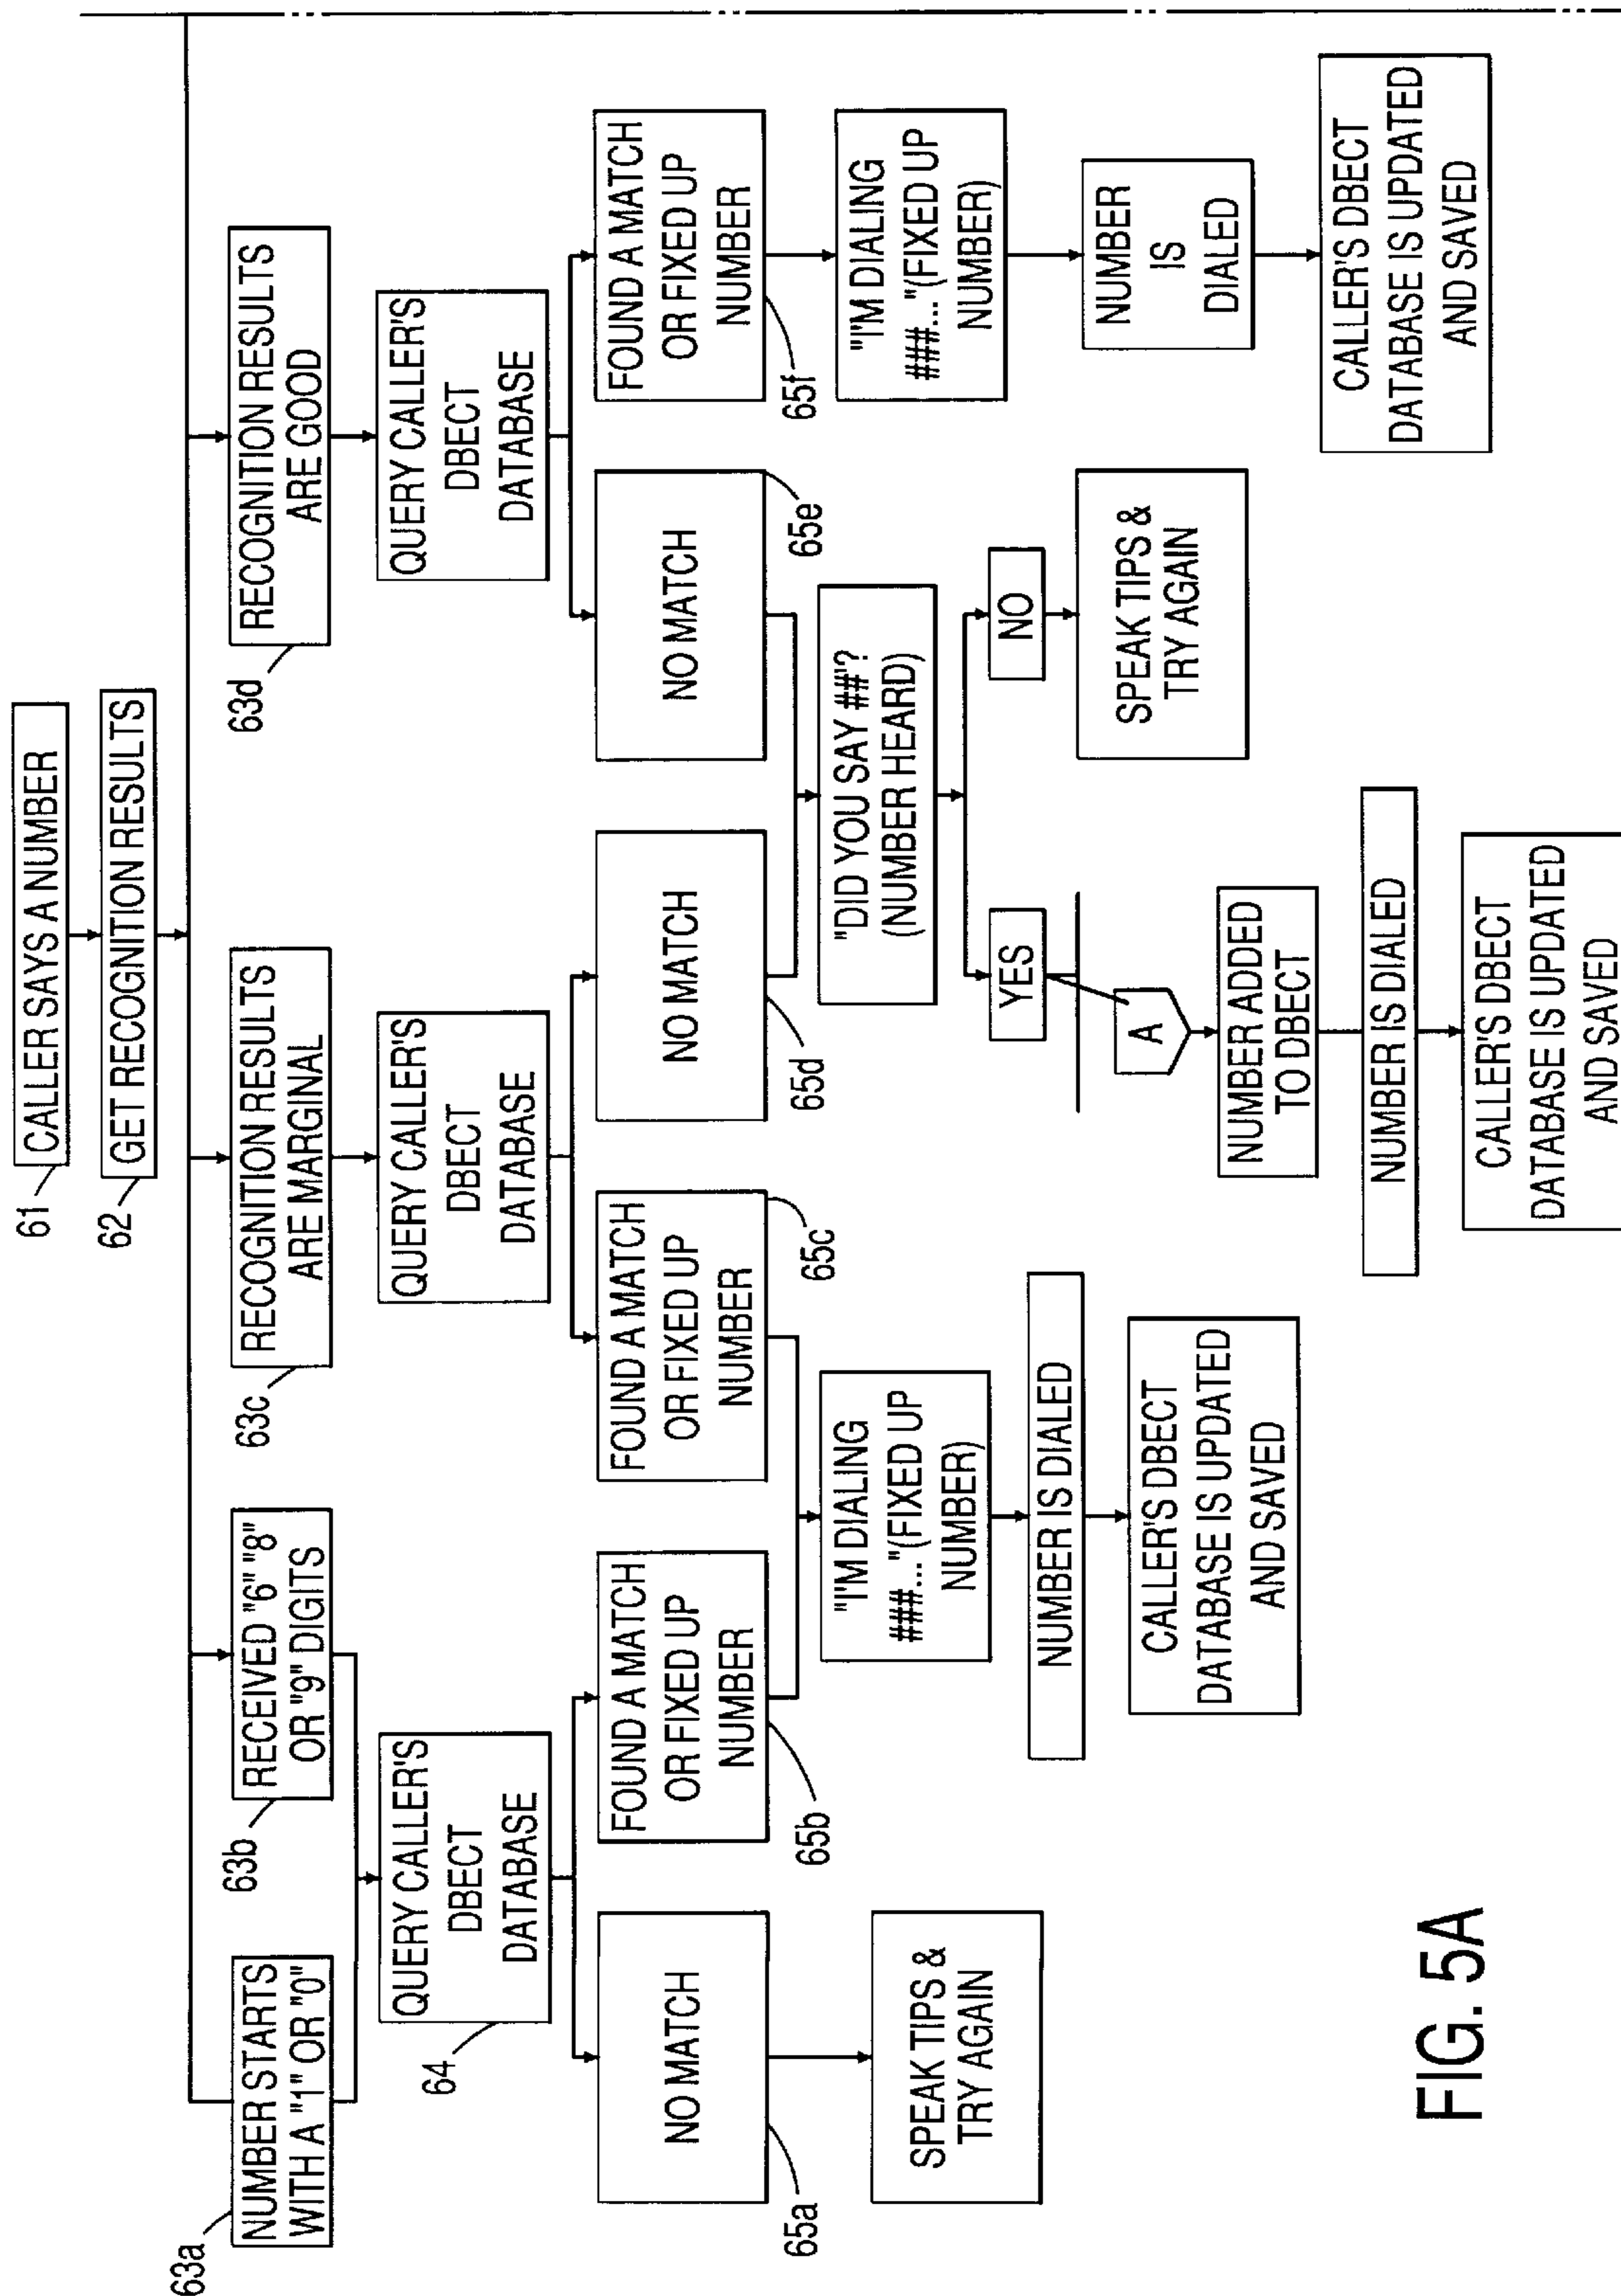 61
CALLER SAYS A NUMBER
62
GET RECOGNITION RESULTS
63a
NUMBER STARTS
WITH A "1" OR "0"
63b
RECEIVED "6" "8"
OR "9" DIGITS
63c
RECOGNITION RESULTS
ARE MARGINAL
63d
RECOGNITION RESULTS
ARE GOOD
64
QUERY CALLER'S
DBECT
DATABASE
QUERY CALLER'S
DBECT
DATABASE
QUERY CALLER'S
DBECT
DATABASE
NO MATCH
65a
FOUND A MATCH
OR FIXED UP
NUMBER
65b
FOUND A MATCH
OR FIXED UP
NUMBER
65c
NO MATCH
65d
NO MATCH
65e
FOUND A MATCH
OR FIXED UP
NUMBER
65f
SPEAK TIPS &
TRY AGAIN
"I'M DIALING
###..."(FIXED UP
NUMBER)
NUMBER IS DIALED
CALLER'S DBECT
DATABASE IS UPDATED
AND SAVED
"DID YOU SAY ##"?
(NUMBER HEARD)
YES
NO
A
NUMBER ADDED
TO DBECT
NUMBER IS DIALED
CALLER'S DBECT
DATABASE IS UPDATED
AND SAVED
SPEAK TIPS &
TRY AGAIN
"I'M DIALING
###..."(FIXED UP
NUMBER)
NUMBER
IS
DIALED
CALLER'S DBECT
DATABASE IS UPDATED
AND SAVED
FIG. 5A